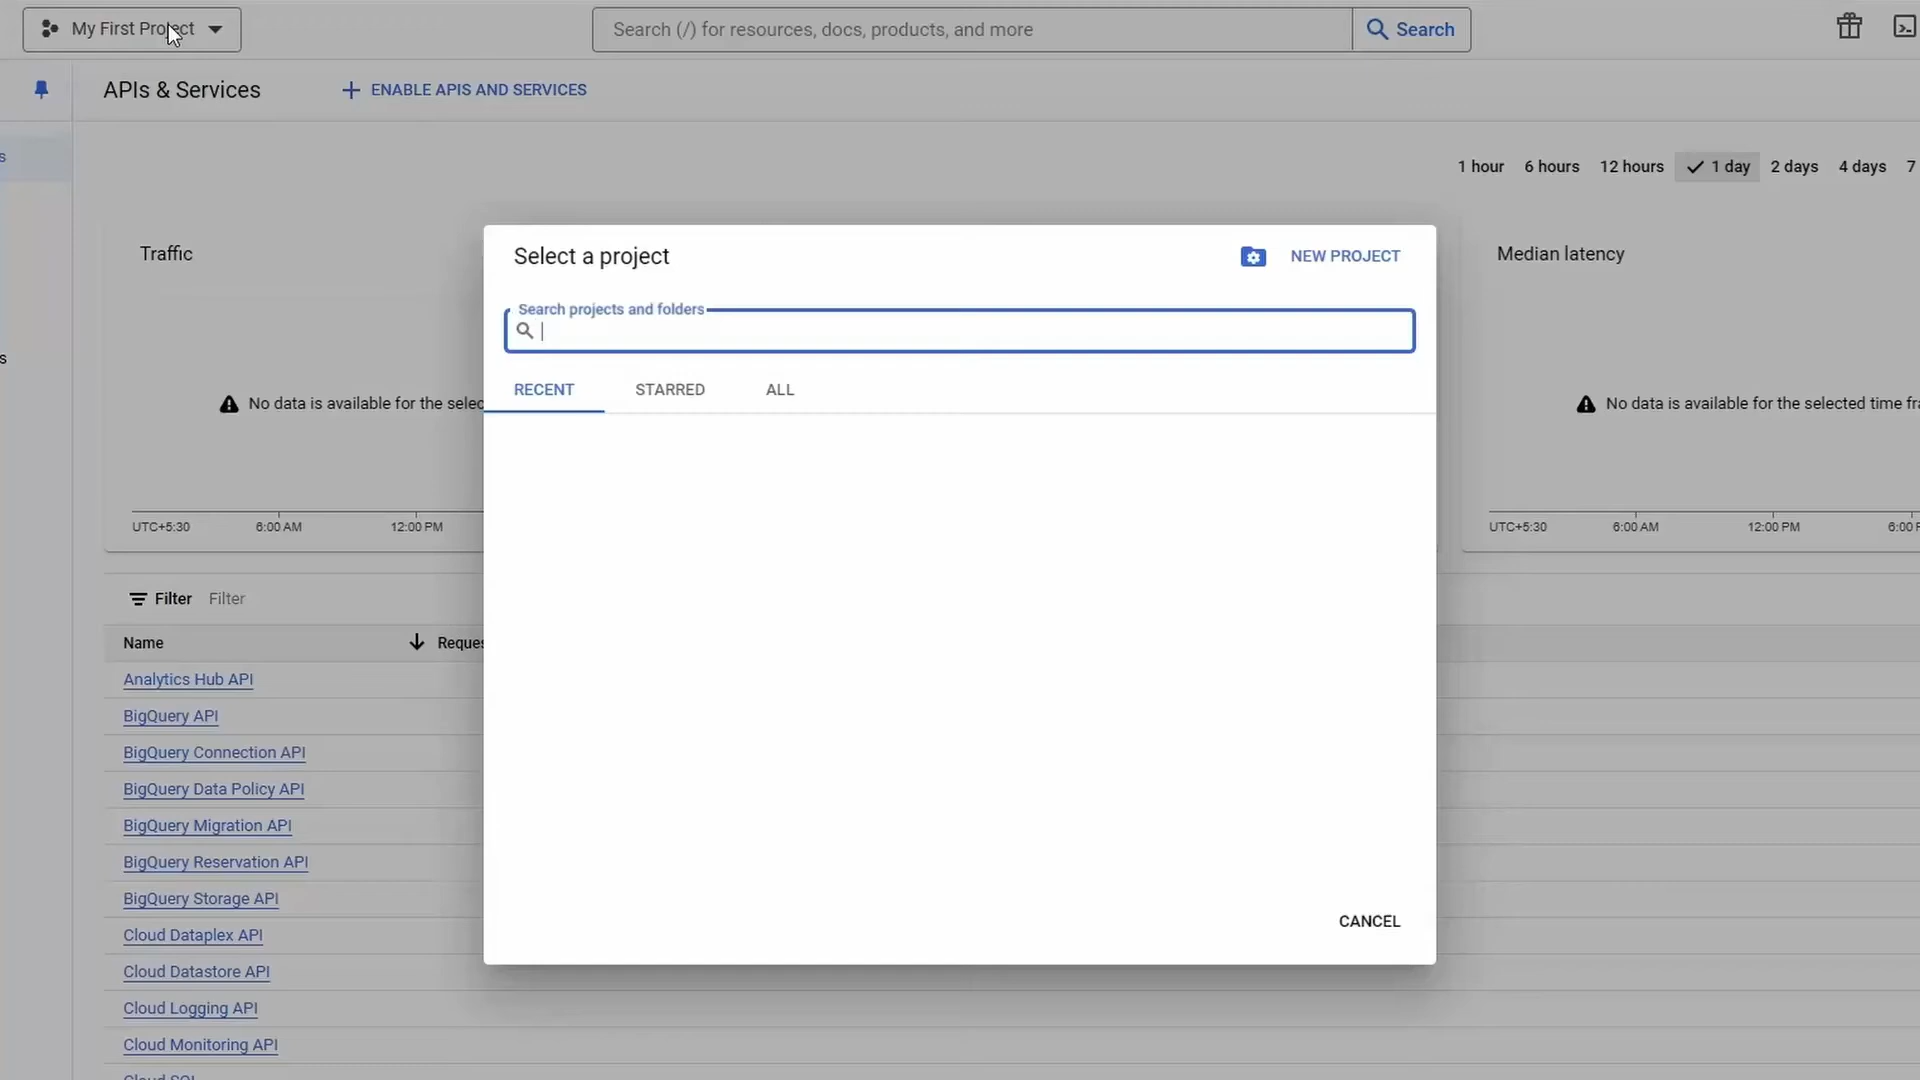 My First Project
Search (/) for resources, docs, products, and more
Search
APIs & Services
ENABLE APIS AND SERVICES
s
1 hour 6 hours 12 hours 1 day 2 days 4 days 7
Traffic
Select a project
NEW PROJECT
Median latency
Search projects and folders
s
RECENT STARRED ALL
No data is available for the selec
No data is available for the selected time fra
UTC+5:30 6:00 AM 12:00 PM
UTC+5:30 6:00 AM 12:00 PM 6:00 P
Filter Filter
Name Reques
Analytics Hub API
BigQuery API
BigQuery Connection API
BigQuery Data Policy API
BigQuery Migration API
BigQuery Reservation API
BigQuery Storage API
CANCEL
Cloud Dataplex API
Cloud Datastore API
Cloud Logging API
Cloud Monitoring API
Cloud SQL